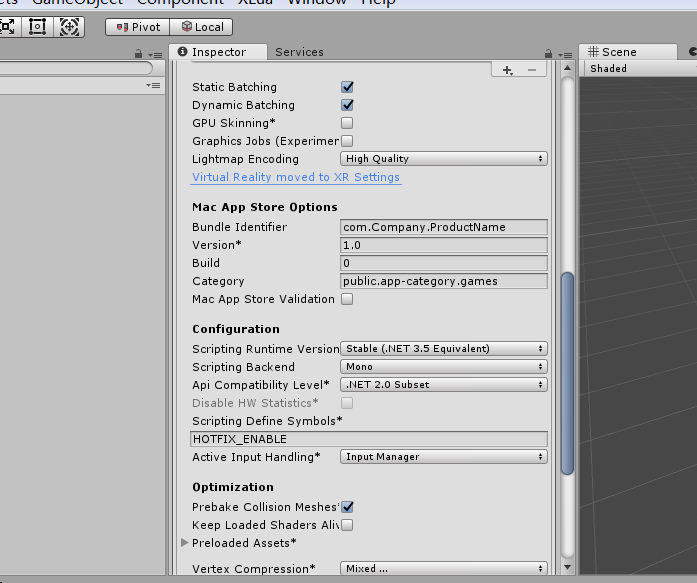 GameObject Component XLua Window Help
Pivot Local
Inspector Services Scene
Shaded
Static Batching
Dynamic Batching
GPU Skinning*
Graphics Jobs (Experimer
Lightmap Encoding High Quality
Virtual Reality moved to XR Settings
Mac App Store Options
Bundle Identifier com.Company.ProductName
Version* 1.0
Build 0
Category public.app-category.games
Mac App Store Validation
Configuration
Scripting Runtime Version Stable (.NET 3.5 Equivalent)
Scripting Backend Mono
Api Compatibility Level* .NET 2.0 Subset
Disable HW Statistics*
Scripting Define Symbols*
HOTFIX_ENABLE
Active Input Handling* Input Manager
Optimization
Prebake Collision Meshes*
Keep Loaded Shaders Aliv
Preloaded Assets*
Vertex Compression* Mixed ...